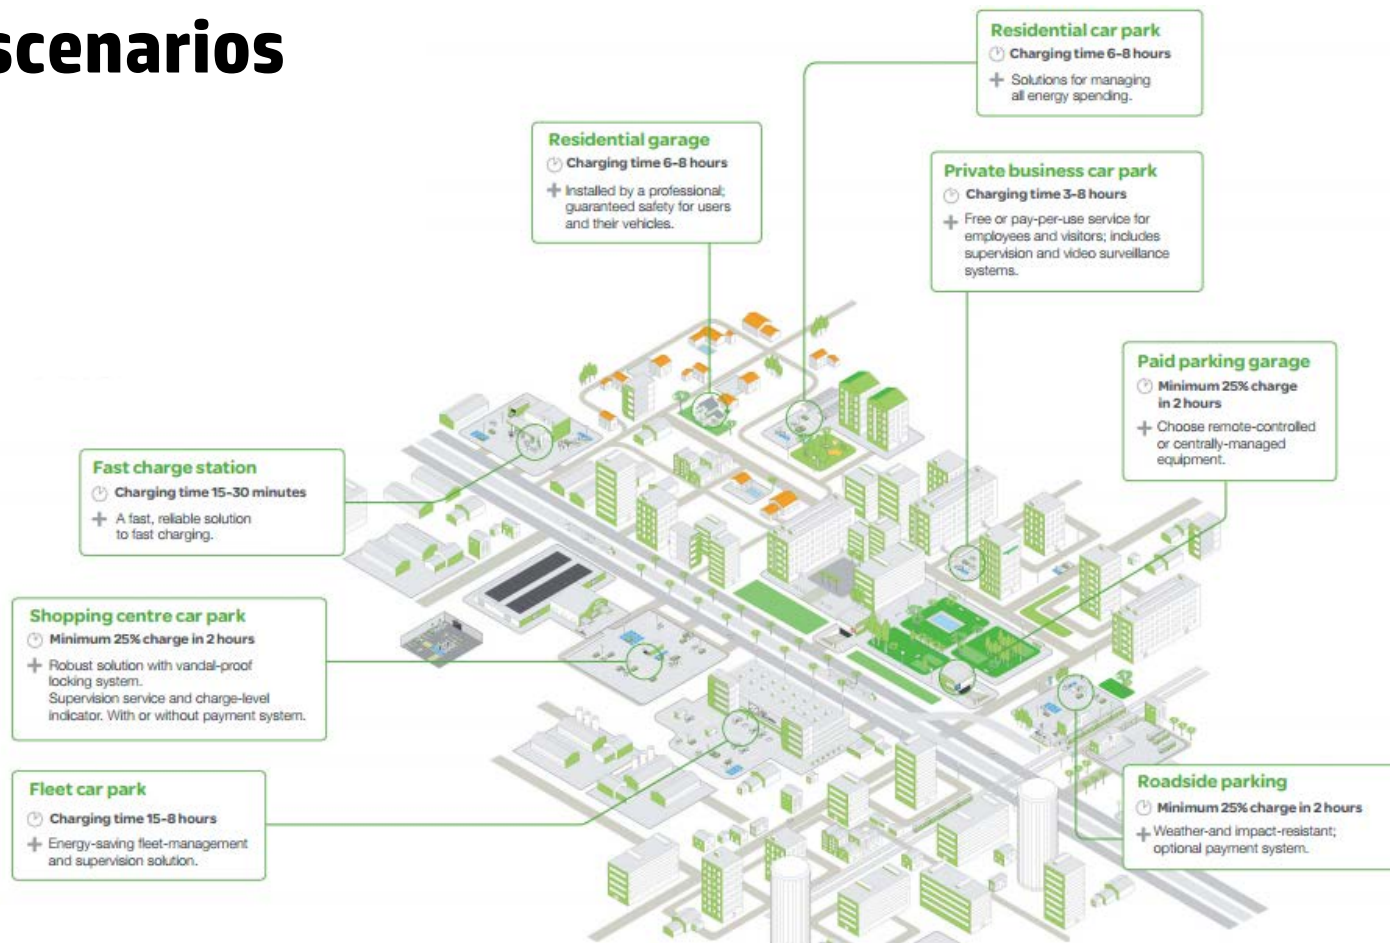 scenarios
Residential car park
Charging time 6-8 hours
Solutions for managing
all energy spending.
Residential garage
Charging time 6-8 hours
Installed by a professional;
guaranteed safety for users
and their vehicles.
Private business car park
Charging time 3-8 hours
Free or pay-per-use service for
employees and visitors; includes
supervision and video surveillance
systems.
Paid parking garage
Minimum 25% charge
in 2 hours
Choose remote-controlled
or centrally-managed
equipment.
Fast charge station
Charging time 15-30 minutes
A fast, reliable solution
to fast charging.
Shopping centre car park
Minimum 25% charge in 2 hours
Robust solution with vandal-proof
locking system.
Supervision service and charge-level
indicator. With or without payment system.
Fleet car park
Charging time 15-8 hours
Energy-saving fleet-management
and supervision solution.
Roadside parking
Minimum 25% charge in 2 hours
Weather-and impact-resistant;
optional payment system.